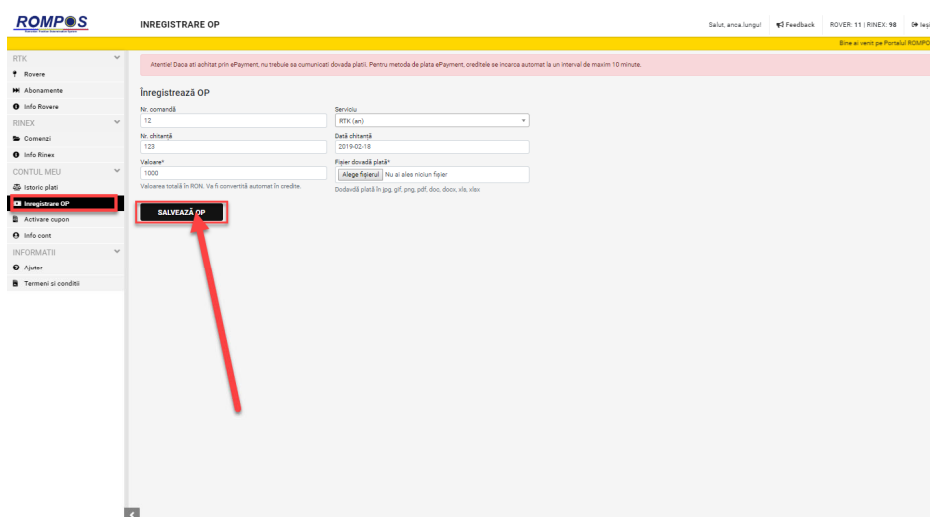 ROMPOS
INREGISTRARE OP
Salut, anca.lungu!
Feedback
ROVER: 11 | RINEX: 98
Ieși
Bine ai venit pe Portalul ROMPO
RTK
Rovere
Abonamente
Info Rovere
RINEX
Comenzi
Info Rinex
CONTUL MEU
Istoric plati
Inregistrare OP
Activare cupon
Info cont
INFORMATII
Ajutor
Termeni si conditii
Atentie! Daca ati achitat prin ePayment, nu trebuie sa cumunicati dovada platii. Pentru metoda de plata ePayment, creditele se incarca automat la un interval de maxim 10 minute.
Înregistrează OP
Nr. comandă
Serviciu
12
RTK (an)
Nr. chitanță
Dată chitanță
123
2019-02-18
Valoare*
Fișier dovadă plată*
1000
Alege fișierul Nu ai ales niciun fișier
Valoarea totală în RON. Va fi convertită automat în credite.
Dodavdă plată în jpg, gif, png, pdf, doc, docx, xls, xlsx
SALVEAZĂ OP